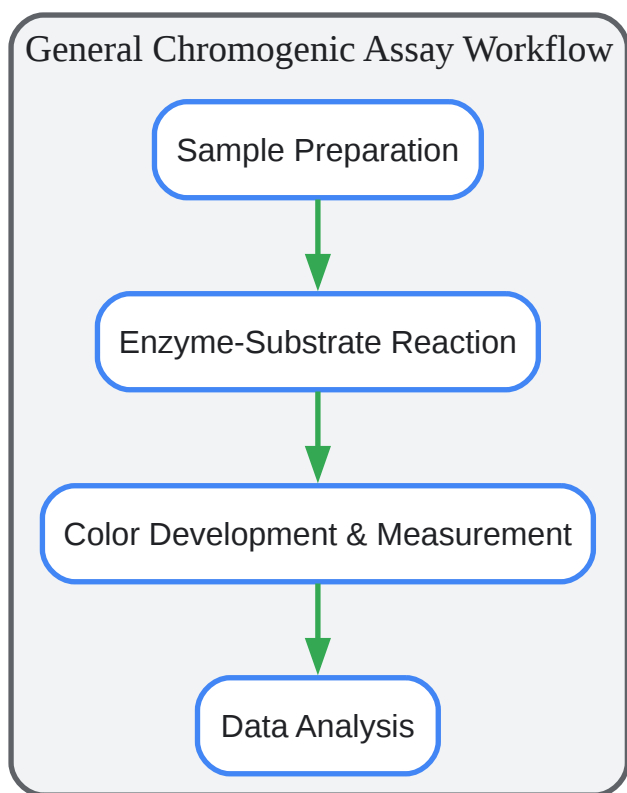 General Chromogenic Assay Workflow
Sample Preparation
Enzyme-Substrate Reaction
Color Development & Measurement
Data Analysis